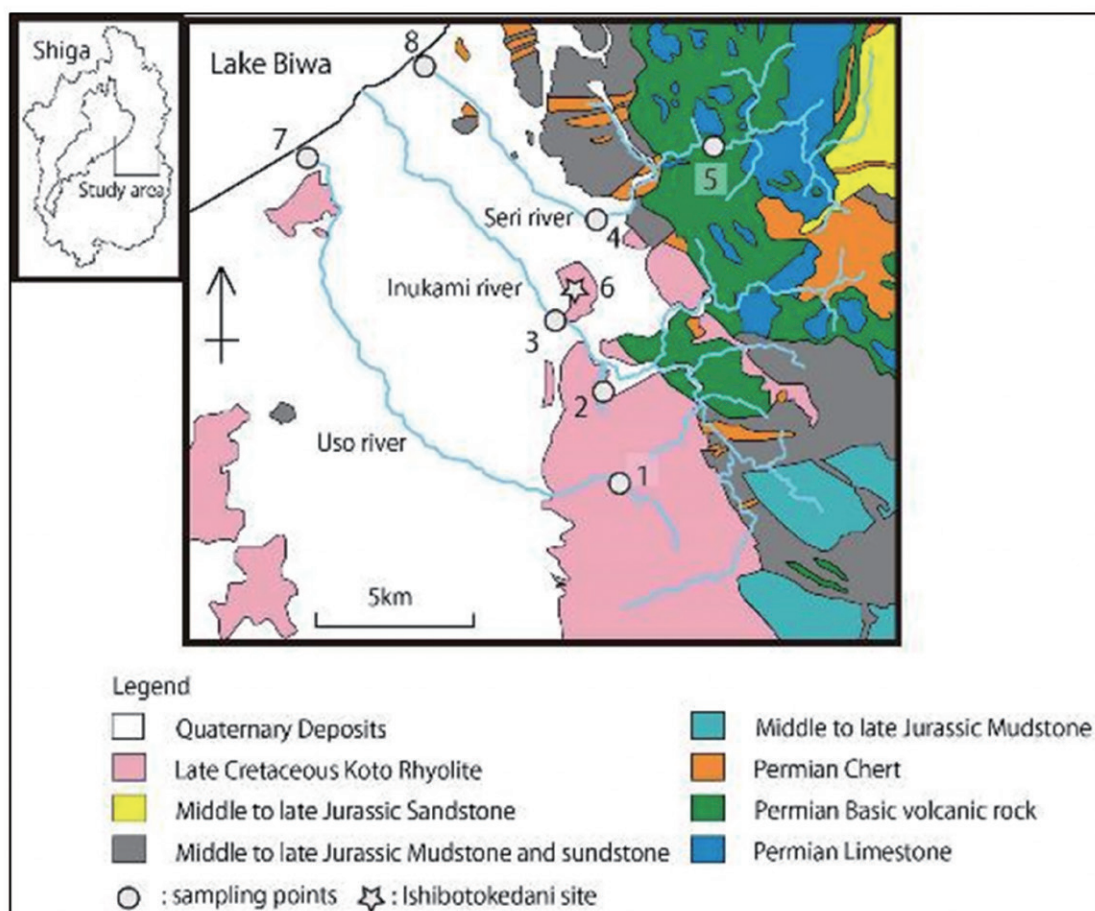 Shiga
Study area
Lake Biwa
8
7
5
Seri river
4
Inukami river
6
3
2
Uso river
1
5km
Legend
Quaternary Deposits
Late Cretaceous Koto Rhyolite
Middle to late Jurassic Sandstone
Middle to late Jurassic Mudstone and sundstone
: sampling points
: Ishibotokedani site
Middle to late Jurassic Mudstone
Permian Chert
Permian Basic volcanic rock
Permian Limestone